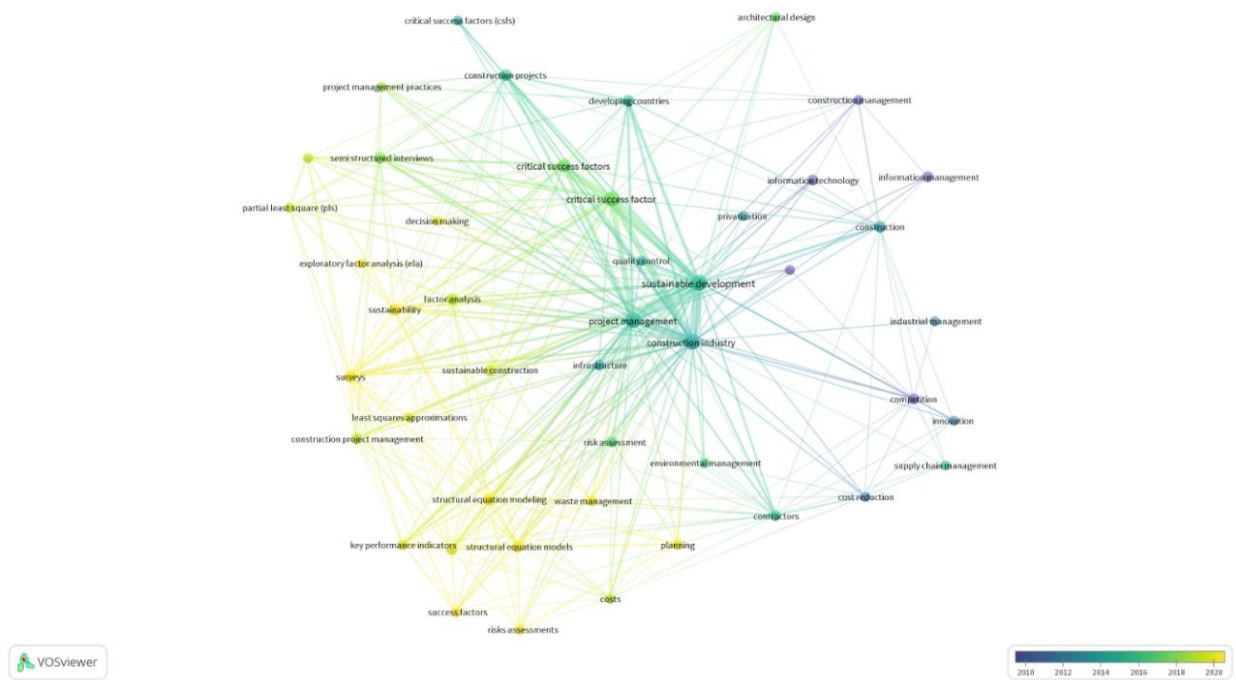 critical success factors (csfs)
architectural design
construction projects
project management practices
developing countries
construction management
semi structured interviews
critical success factors
information technology
information management
critical success factor
partial least square (pls)
decision making
privatization
construction
exploratory factor analysis (efa)
quality control
sustainable development
factor analysis
sustainability
project management
industrial management
construction industry
infrastructure
sustainable construction
surveys
competition
least squares approximations
innovation
construction project management
risk assessment
environmental management
supply chain management
structural equation modeling
waste management
cost reduction
contractors
key performance indicators
structural equation models
planning
costs
success factors
risks assessments
VOSviewer
2010 2012 2014 2016 2018 2020